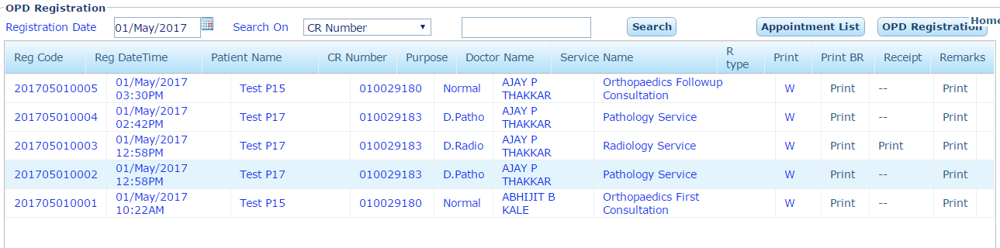 OPD Registration
Registration Date 01/May/2017 Search On CR Number Search Appointment List OPD Registration Home
Reg Code Reg DateTime Patient Name CR Number Purpose Doctor Name Service Name R type Print Print BR Receipt Remarks
201705010005 01/May/2017 03:30PM Test P15 010029180 Normal AJAY P THAKKAR Orthopaedics Followup Consultation W Print -- Print
201705010004 01/May/2017 02:42PM Test P17 010029183 D.Patho AJAY P THAKKAR Pathology Service W Print -- Print
201705010003 01/May/2017 12:58PM Test P17 010029183 D.Radio AJAY P THAKKAR Radiology Service W Print Print Print
201705010002 01/May/2017 12:58PM Test P17 010029183 D.Patho AJAY P THAKKAR Pathology Service W Print -- Print
201705010001 01/May/2017 10:22AM Test P15 010029180 Normal ABHIJIT B KALE Orthopaedics First Consultation W Print -- Print